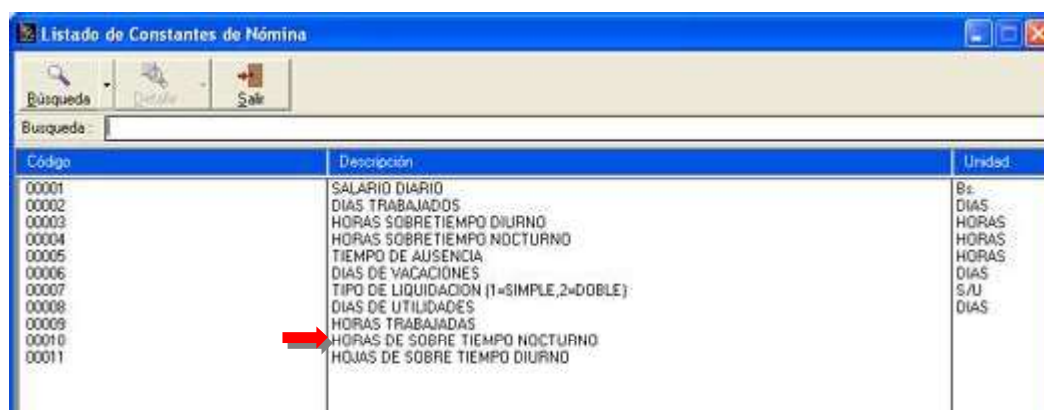 Listado de Constantes de Nómina
Búsqueda Detalle Salir
Busqueda :
Código Descripción Unidad
00001 SALARIO DIARIO Bs.
00002 DIAS TRABAJADOS DIAS
00003 HORAS SOBRETIEMPO DIURNO HORAS
00004 HORAS SOBRETIEMPO NOCTURNO HORAS
00005 TIEMPO DE AUSENCIA HORAS
00006 DIAS DE VACACIONES DIAS
00007 TIPO DE LIQUIDACION (1=SIMPLE,2=DOBLE) S/U
00008 DIAS DE UTILIDADES DIAS
00009 HORAS TRABAJADAS
00010 HORAS DE SOBRE TIEMPO NOCTURNO
00011 HOJAS DE SOBRE TIEMPO DIURNO